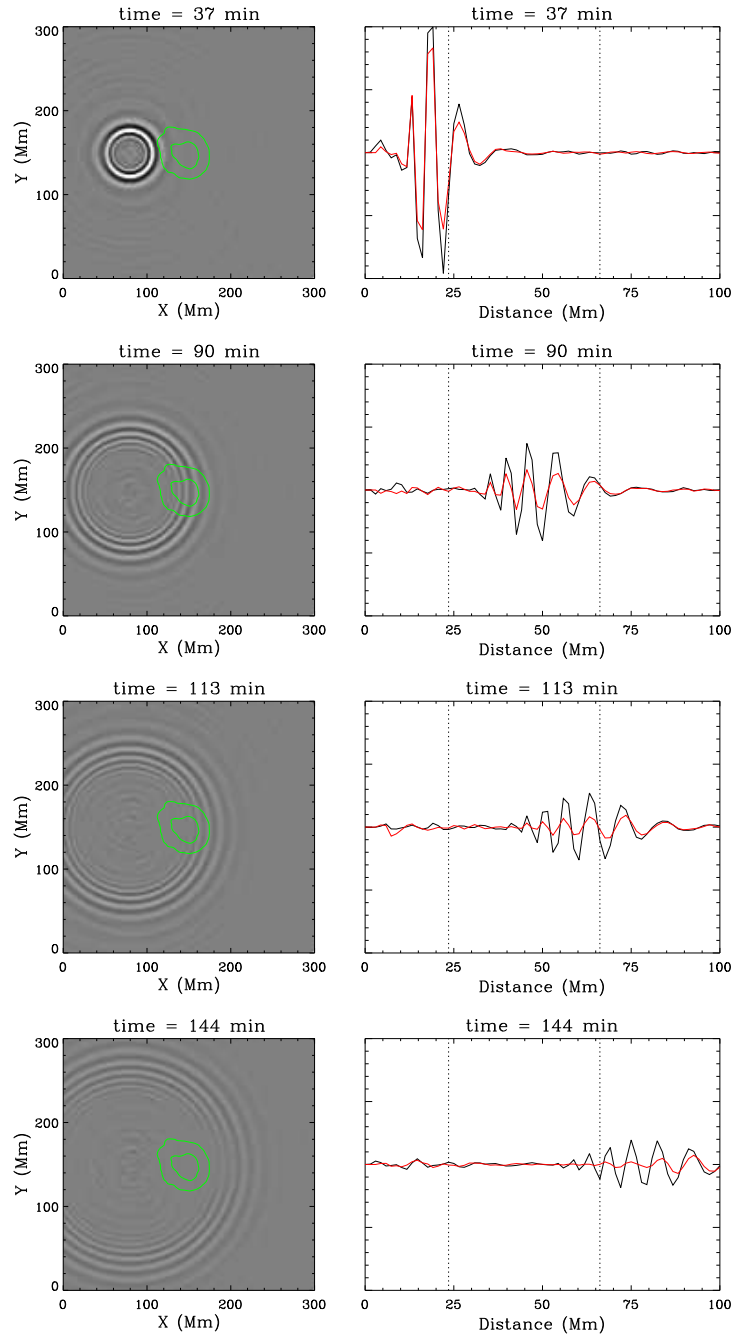 time = 37 min
time = 37 min
300
200
100
0
Y (Mm)
0 100 200 300
X (Mm)
0 25 50 75 100
Distance (Mm)
time = 90 min
time = 90 min
300
200
100
0
Y (Mm)
0 100 200 300
X (Mm)
0 25 50 75 100
Distance (Mm)
time = 113 min
time = 113 min
300
200
100
0
Y (Mm)
0 100 200 300
X (Mm)
0 25 50 75 100
Distance (Mm)
time = 144 min
time = 144 min
300
200
100
0
Y (Mm)
0 100 200 300
X (Mm)
0 25 50 75 100
Distance (Mm)